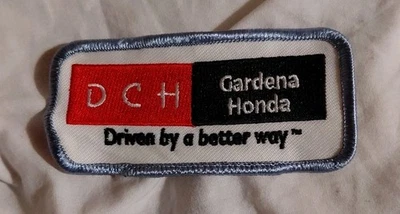 DCH
Gardena
Honda
Driven by a better way™